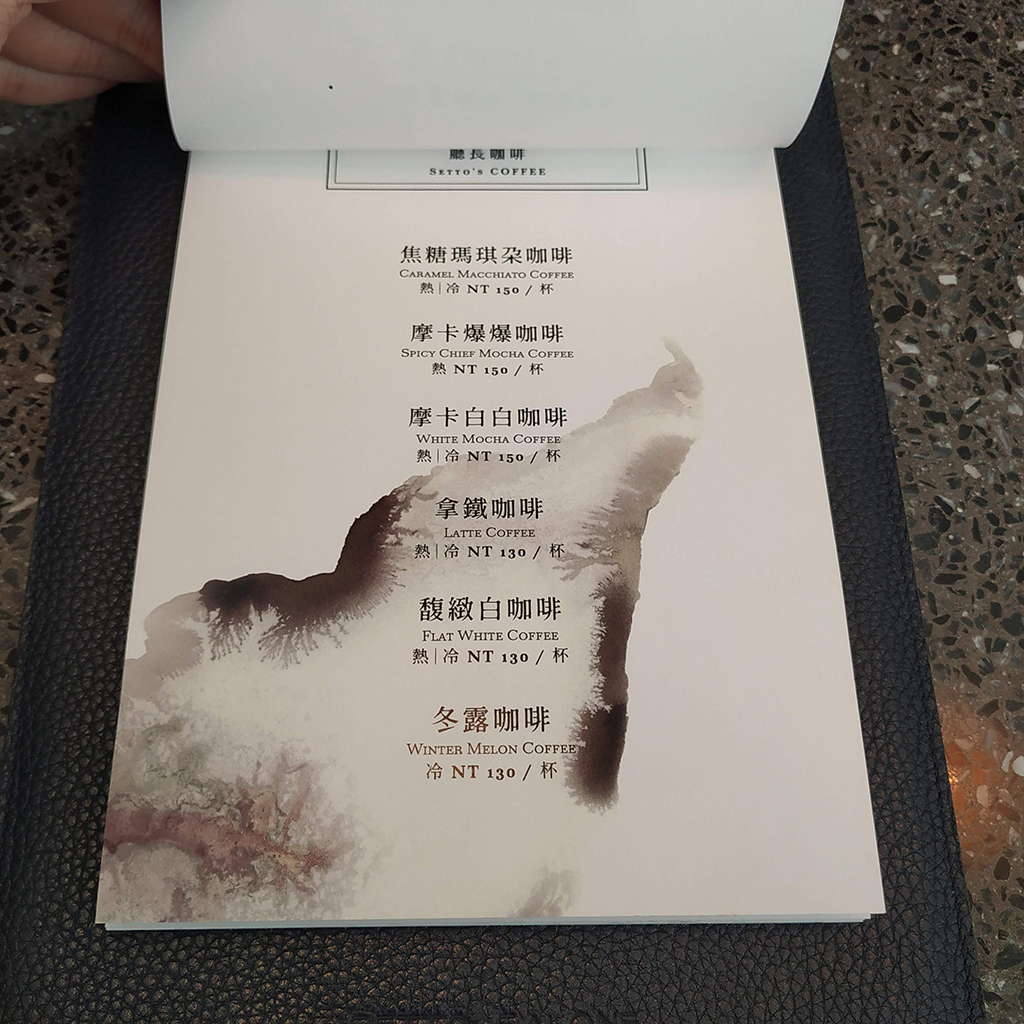 廳長咖啡
SETTO'S COFFEE
焦糖瑪琪朶咖啡
CARAMEL MACCHIATO COFFEE
熱|冷 NT 150 / 杯
摩卡爆爆咖啡
SPICY CHIEF MOCHA COFFEE
熱 NT 150 / 杯
摩卡白白咖啡
WHITE MOCHA COFFEE
熱|冷 NT 150 / 杯
拿鐵咖啡
LATTE COFFEE
熱|冷 NT 130 / 杯
馥緻白咖啡
FLAT WHITE COFFEE
熱|冷 NT 130 / 杯
冬露咖啡
WINTER MELON COFFEE
冷 NT 130 / 杯